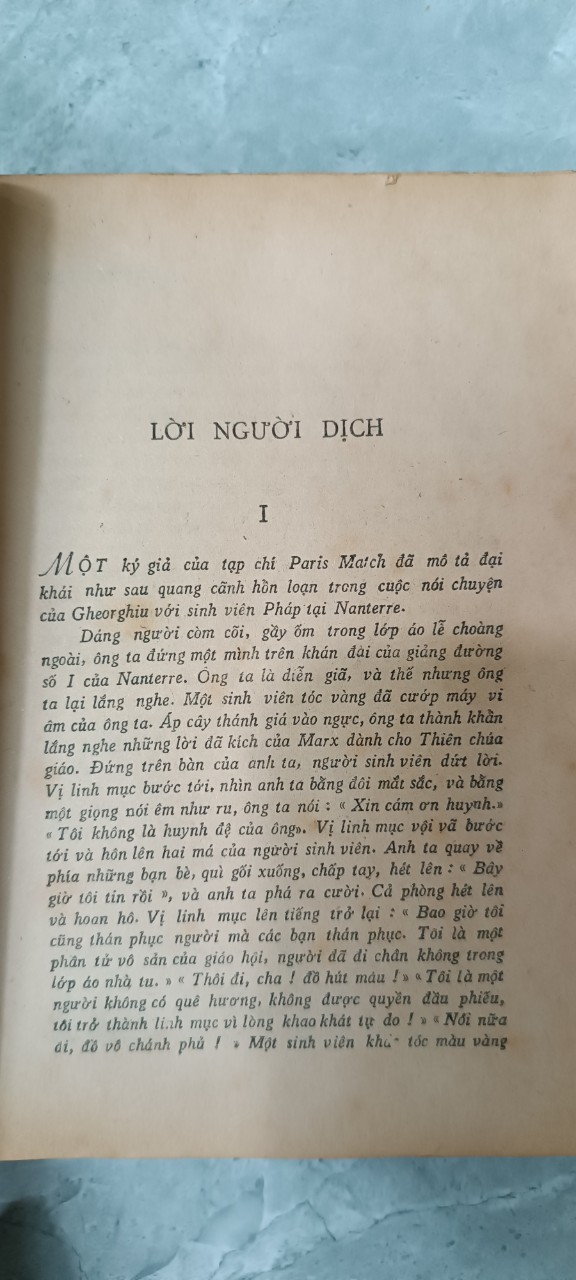 LỜI NGƯỜI DỊCH
I
MỘT ký giả của tạp chí Paris Match đã mô tả đại
khái như sau quang cảnh hỗn loạn trong cuộc nói chuyện
của Gheorghiu với sinh viên Pháp tại Nanterre.
Dáng người còm cõi, gầy ốm trong lớp áo lễ choàng
ngoài, ông ta đứng một mình trên khán đài của giảng đường
số I của Nanterre. Ông ta là diễn giã, và thế nhưng ông
ta lại lắng nghe. Một sinh viên tóc vàng đã cướp máy vi
âm của ông ta. Áp cây thánh giá vào ngực, ông ta thành khẩn
lắng nghe những lời đã kích của Marx dành cho Thiên chúa
giáo. Đứng trên bàn của anh ta, người sinh viên dứt lời.
Vị linh mục bước tới, nhìn anh ta bằng đôi mắt sắc, và bằng
một giọng nói êm như ru, ông ta nói : « Xin cám ơn huynh.»
« Tôi không là huynh đệ của ông». Vị linh mục vội vã bước
tới và hôn lên hai má của người sinh viên. Anh ta quay về
phía những bạn bè, quì gối xuống, chấp tay, hét lên : « Bây
giờ tôi tin rồi », và anh ta phá ra cười. Cả phòng hét lên
và hoan hô. Vị linh mục lên tiếng trở lại : « Bao giờ tôi
cũng thán phục người mà các bạn thán phục. Tôi là một
phần tử vô sản của giáo hội, người đã đi chân không trong
lớp áo nhà tu. » « Thôi đi, cha ! đồ hút máu ! » « Tôi là một
người không có quê hương, không được quyền đầu phiếu,
tôi trở thành linh mục vì lòng khao khát tự do ! » « Nói nữa
đi, đồ vô chánh phủ ! » Một sinh viên khác tóc màu vàng